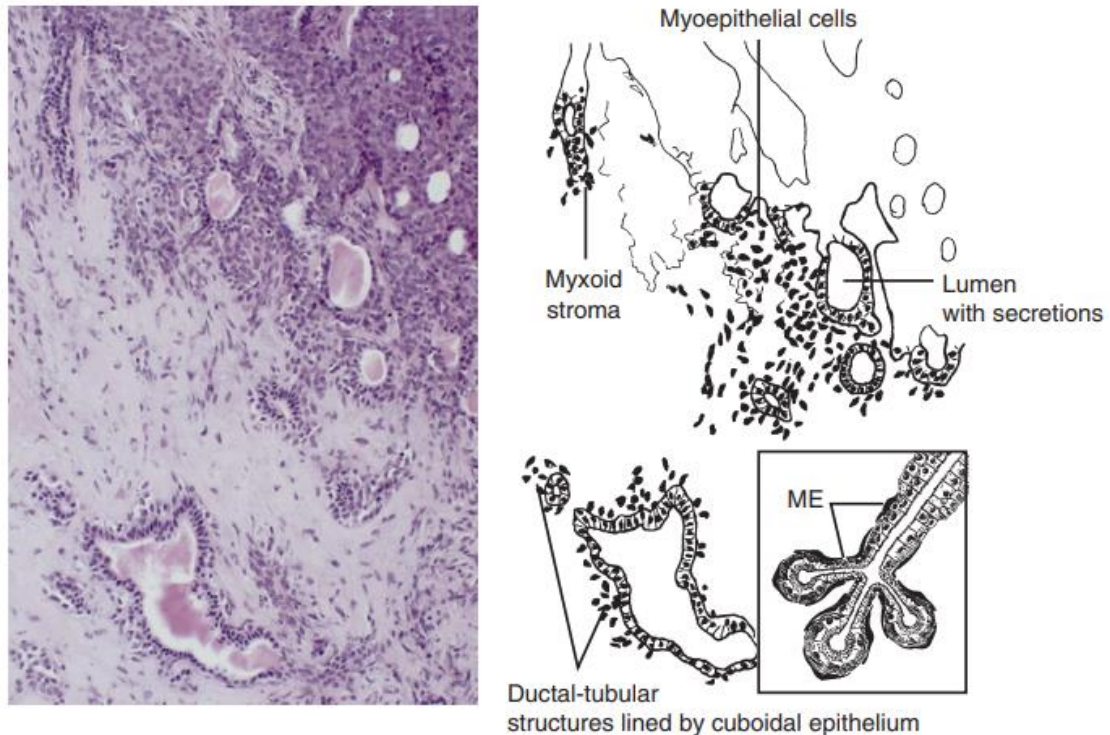 Myoepithelial cells
Myxoid
stroma
Lumen
with secretions
ME
Ductal-tubular
structures lined by cuboidal epithelium